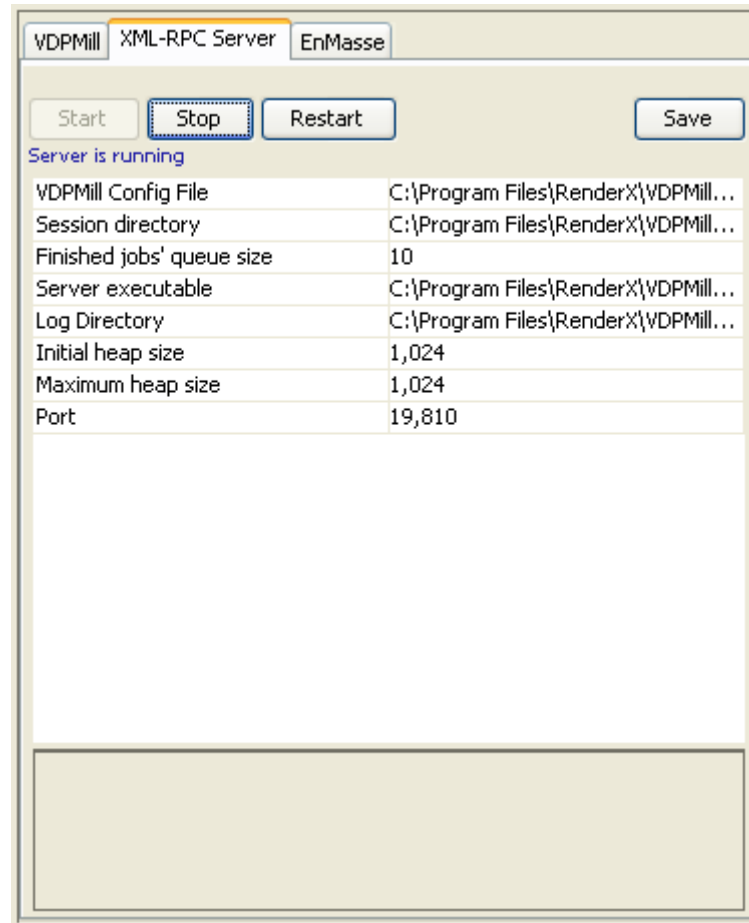 VDPMill XML-RPC Server EnMasse
Start Stop Restart Save
Server is running
VDPMill Config File C:\Program Files\RenderX\VDPMill...
Session directory C:\Program Files\RenderX\VDPMill...
Finished jobs' queue size 10
Server executable C:\Program Files\RenderX\VDPMill...
Log Directory C:\Program Files\RenderX\VDPMill...
Initial heap size 1,024
Maximum heap size 1,024
Port 19,810